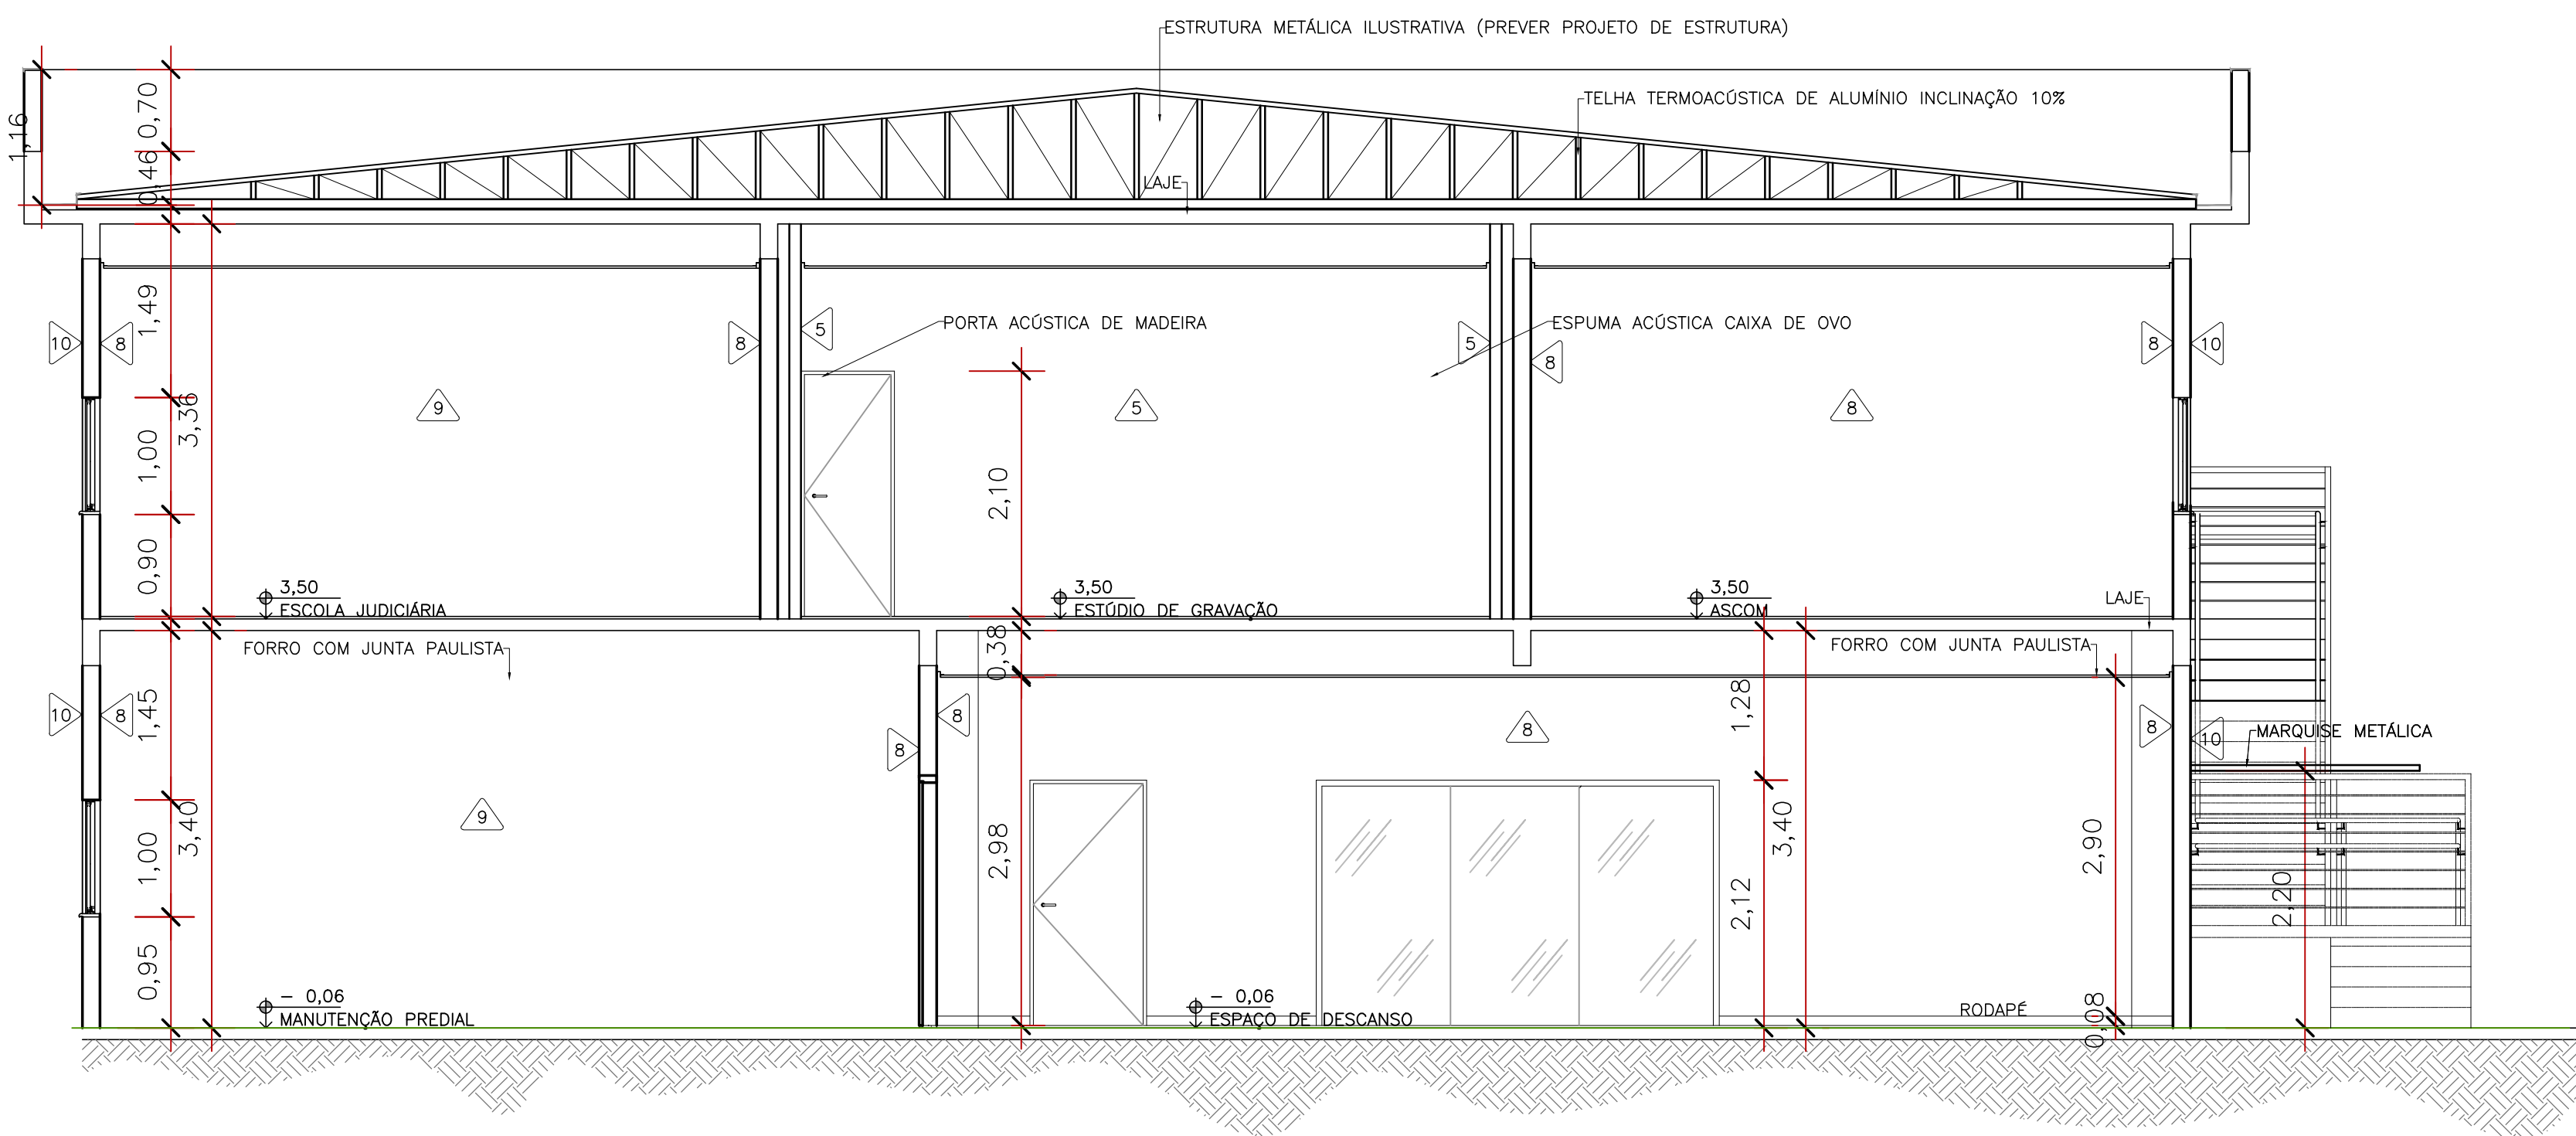 ESTRUTURA METÁLICA ILUSTRATIVA (PREVER PROJETO DE ESTRUTURA)
TELHA TERMOACÚSTICA DE ALUMÍNIO INCLINAÇÃO 10%
1,16
0,70
0,46
LAJE
1,49
3,36
1,00
0,90
10
8
8
5
PORTA ACÚSTICA DE MADEIRA
5
ESPUMA ACÚSTICA CAIXA DE OVO
8
8
10
9
5
8
2,10
3,50
ESCOLA JUDICIÁRIA
3,50
ESTÚDIO DE GRAVAÇÃO
3,50
ASCOM
LAJE
FORRO COM JUNTA PAULISTA
0,38
FORRO COM JUNTA PAULISTA
10
8
1,45
8
8
8
1,28
8
10
MARQUISE METÁLICA
9
1,00
3,40
2,98
3,40
2,90
2,12
2,20
0,95
- 0,06
MANUTENÇÃO PREDIAL
- 0,06
ESPAÇO DE DESCANSO
RODAPÉ
0,08